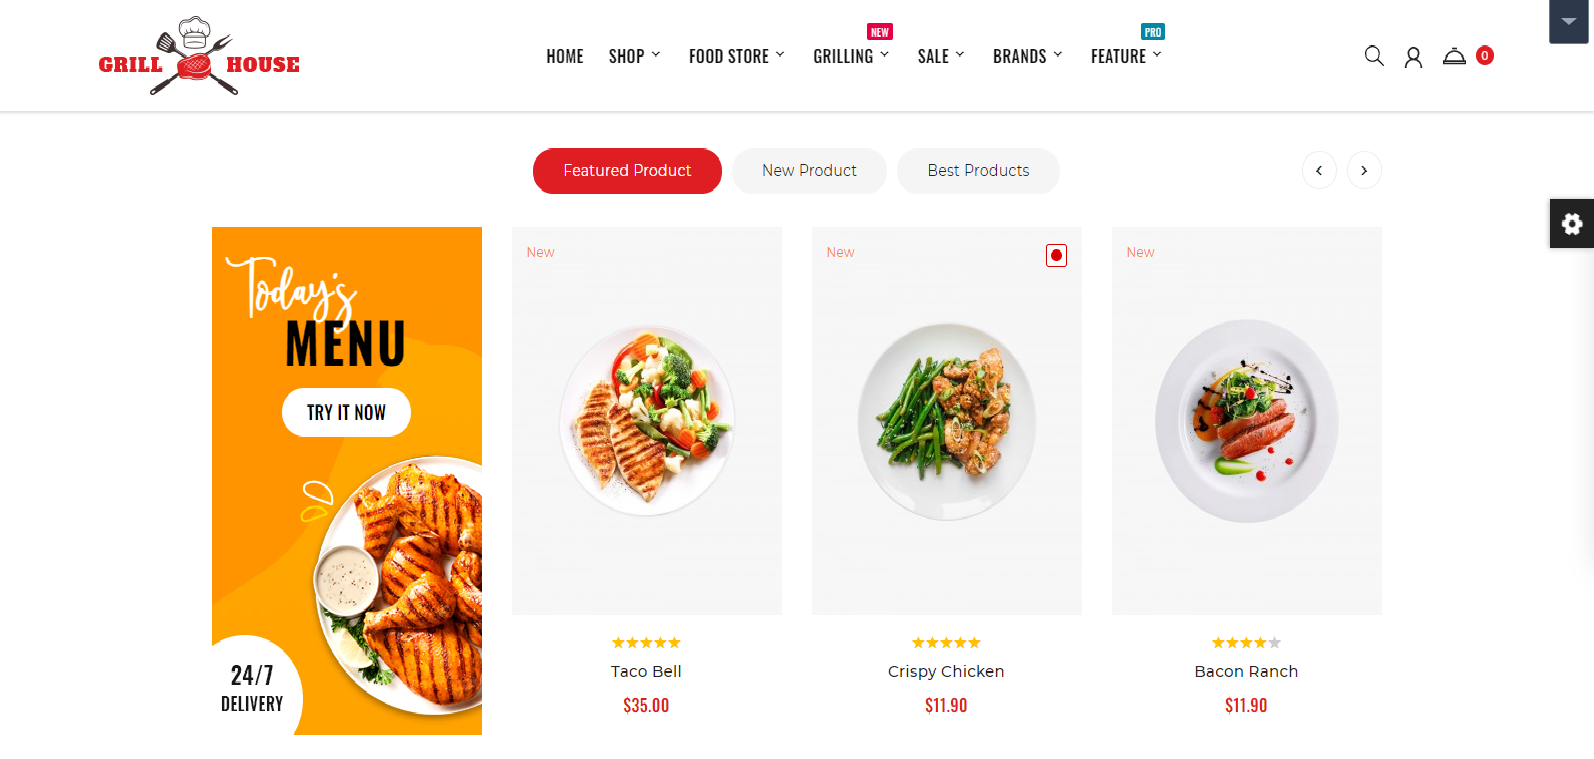 GRILL HOUSE
HOME SHOP FOOD STORE GRILLING NEW SALE BRANDS FEATURE PRO
0
Featured Product New Product Best Products
Today's
MENU
TRY IT NOW
24/7
DELIVERY
New
Taco Bell
$35.00
New
Crispy Chicken
$11.90
New
Bacon Ranch
$11.90